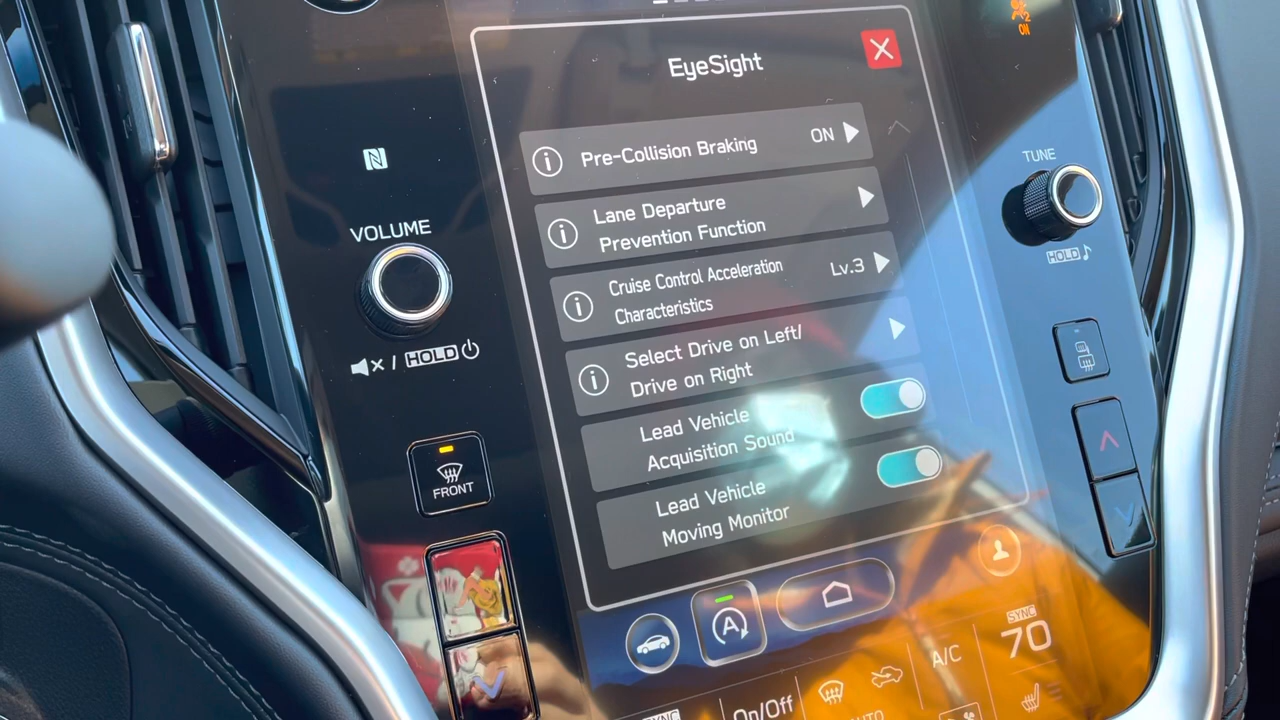 EyeSight
ON
Pre-Collision Braking ON
Lane Departure
Prevention Function
Cruise Control Acceleration
Characteristics
Lv.3
Select Drive on Left/
Drive on Right
Lead Vehicle
Acquisition Sound
Lead Vehicle
Moving Monitor
VOLUME
/ HOLD
FRONT
TUNE
HOLD
A
SYNC
70
A/C
On/Off
AUTO
SYNC